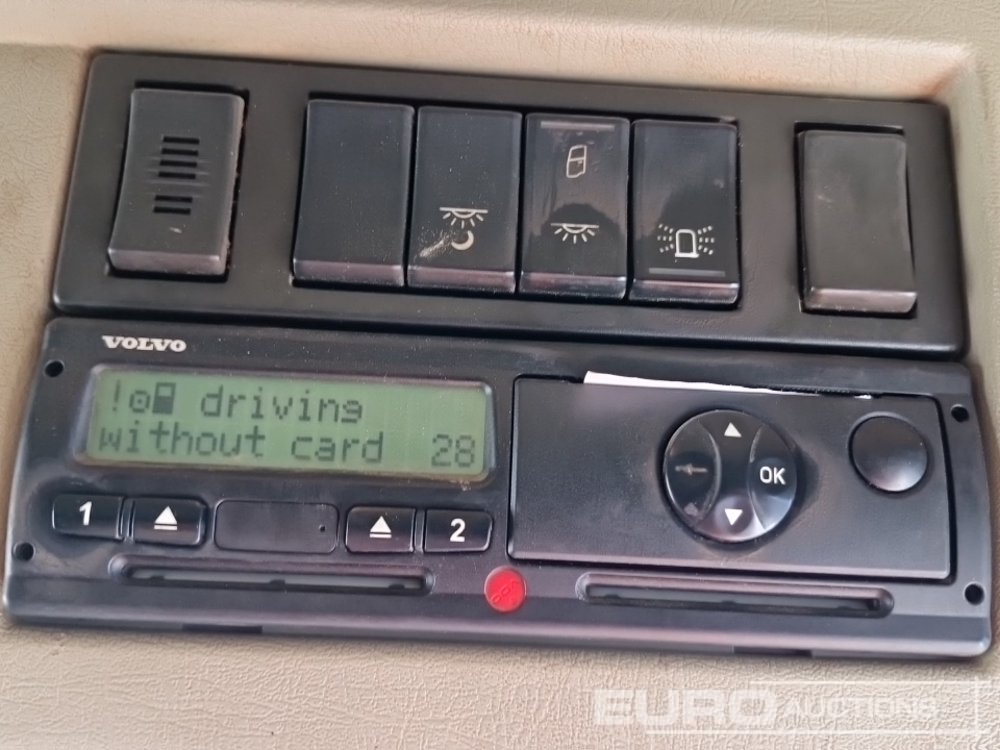 VOLVO
! driving
without card 28
1
2
OK
EURO AUCTIONS